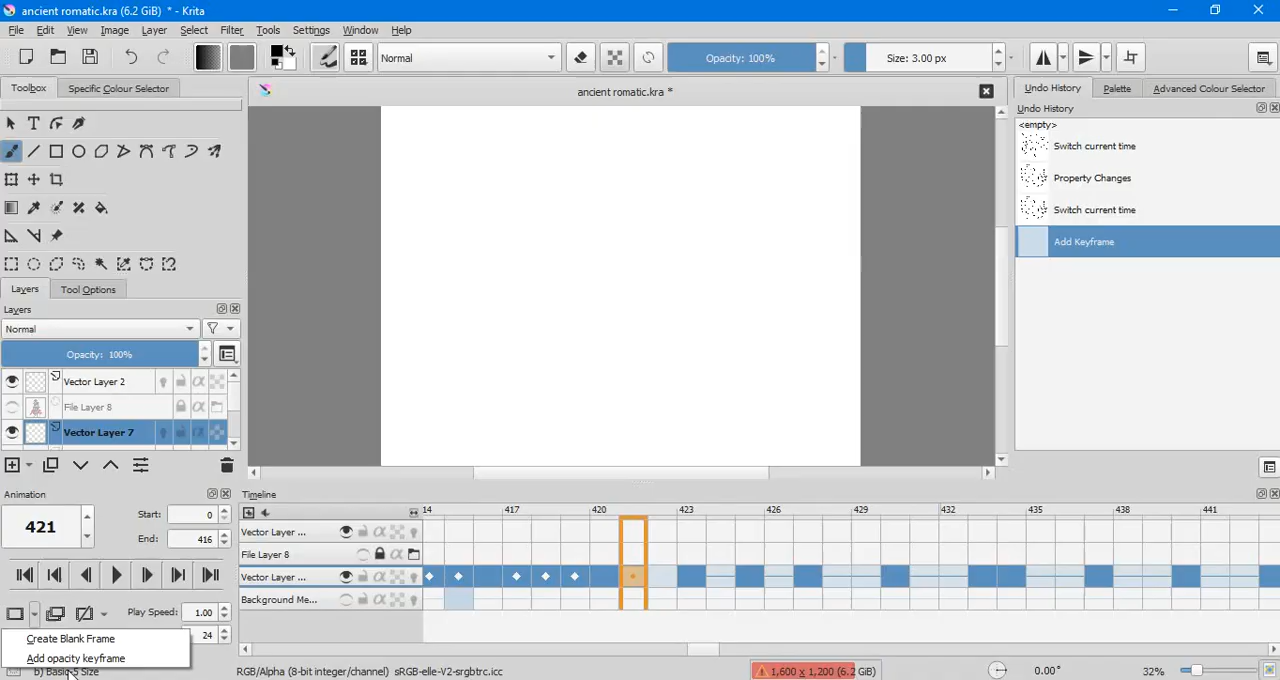 ancient romatic.kra (6.2 GiB) * - Krita
File Edit View Image Layer Select Filter Tools Settings Window Help
Normal Opacity: 100% Size: 3.00 px
Toolbox Specific Colour Selector
ancient romatic.kra *
Undo History Palette Advanced Colour Selector
Undo History
<empty>
Switch current time
Property Changes
Switch current time
Add Keyframe
Layers Tool Options
Layers
Normal
Opacity: 100%
Vector Layer 2
File Layer 8
Vector Layer 7
Animation
421
Start: 0
End: 416
Play Speed: 1.00
24
Create Blank Frame
Add opacity keyframe
Timeline
14 417 420 423 426 429 432 435 438 441
Vector Layer ...
File Layer 8
Vector Layer ...
Background Me...
b) Basic-5 Size
RGB/Alpha (8-bit integer/channel) sRGB-elle-V2-srgbtrc.icc
1,600 x 1,200 (6.2 GiB)
0.00°
32%